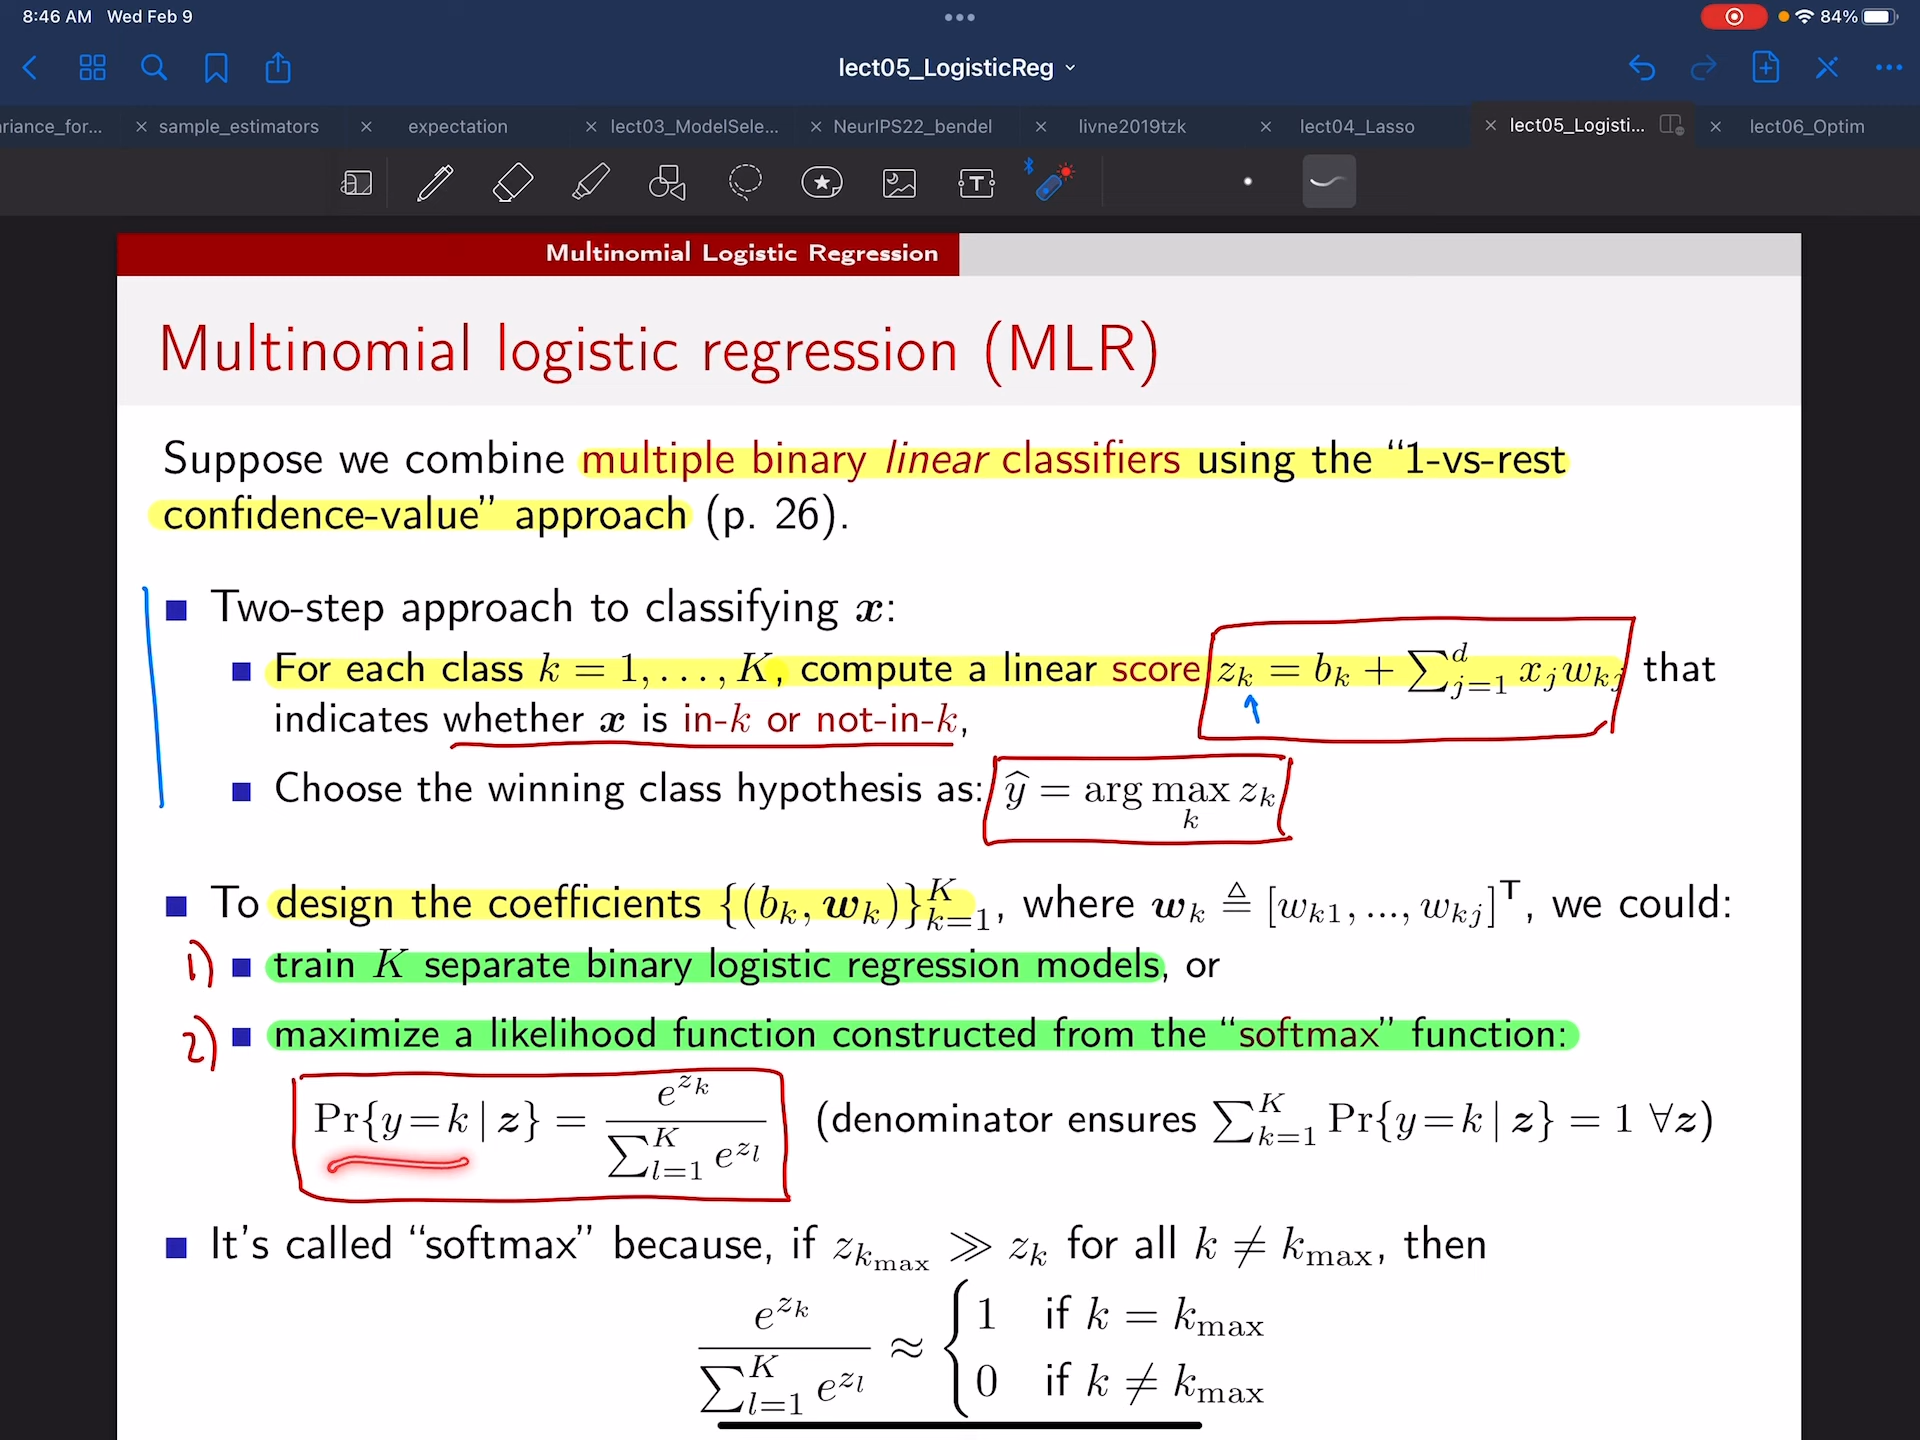 8:46 AM Wed Feb 9
84%
lect05_LogisticReg
riance_for... × sample_estimators × expectation × lect03_ModelSele... × NeurIPS22_bendel × livne2019tzk × lect04_Lasso × lect05_Logisti... × lect06_Optim
Multinomial Logistic Regression
Multinomial logistic regression (MLR)
Suppose we combine multiple binary linear classifiers using the “1-vs-rest
confidence-value” approach (p. 26).
■ Two-step approach to classifying x:
■ For each class k = 1, . . . , K, compute a linear score z_k = b_k + ∑_{j=1}^d x_j w_{kj} that
indicates whether x is in-k or not-in-k,
■ Choose the winning class hypothesis as: ŷ = arg max_k z_k
■ To design the coefficients {(b_k, w_k)}_{k=1}^K, where w_k ≜ [w_{k1}, ..., w_{kj}]^T, we could:
1) ■ train K separate binary logistic regression models, or
2) ■ maximize a likelihood function constructed from the “softmax” function:
Pr{y=k | z} = e^{z_k} / ∑_{l=1}^K e^{z_l} (denominator ensures ∑_{k=1}^K Pr{y=k | z} = 1 ∀z)
■ It's called “softmax” because, if z_{k_max} ≫ z_k for all k ≠ k_max, then
e^{z_k} / ∑_{l=1}^K e^{z_l} ≈ { 1 if k = k_max
0 if k ≠ k_max